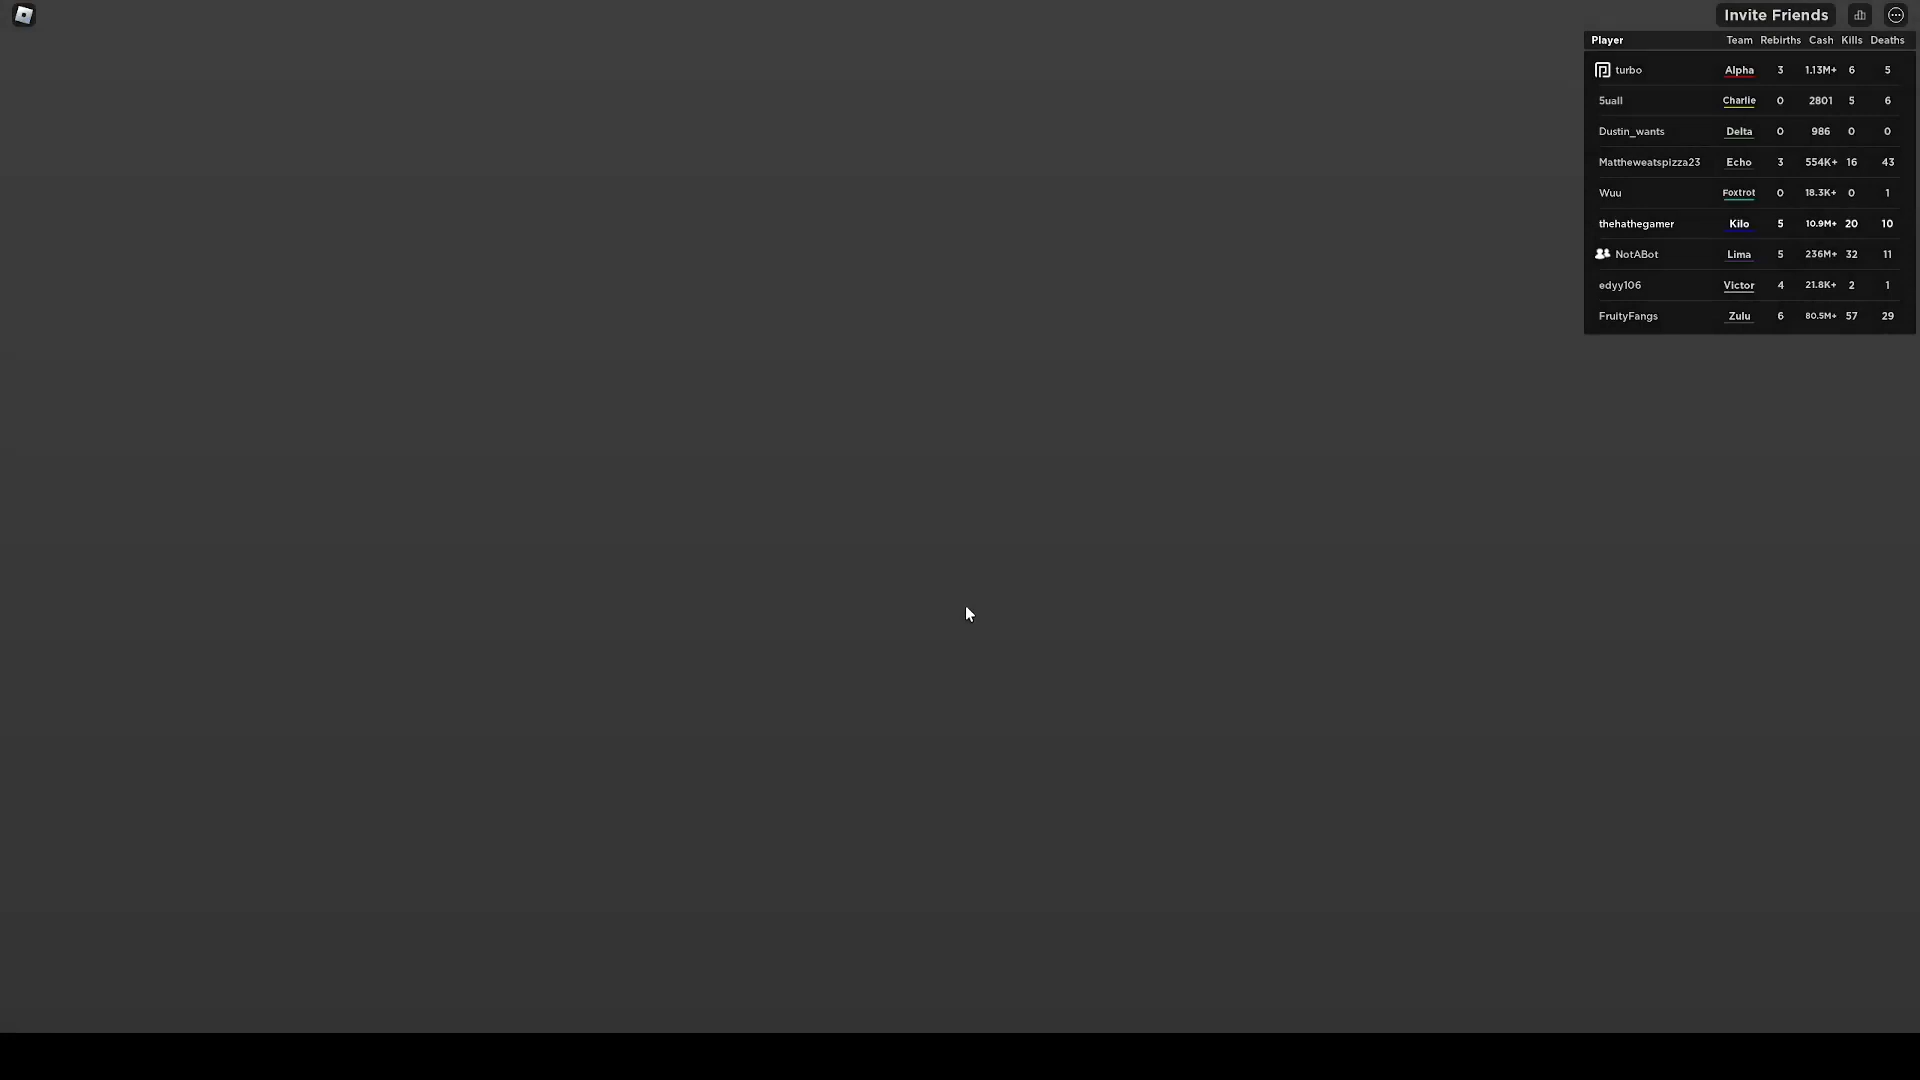 Invite Friends
Player Team Rebirths Cash Kills Deaths
turbo Alpha 3 1.13M+ 6 5
5uall Charlie 0 2801 5 6
Dustin_wants Delta 0 986 0 0
Mattheweatspizza23 Echo 3 554K+ 16 43
Wuu Foxtrot 0 18.3K+ 0 1
thehathegamer Kilo 5 10.9M+ 20 10
NotABot Lima 5 236M+ 32 11
edyy106 Victor 4 21.8K+ 2 1
FruityFangs Zulu 6 80.5M+ 57 29